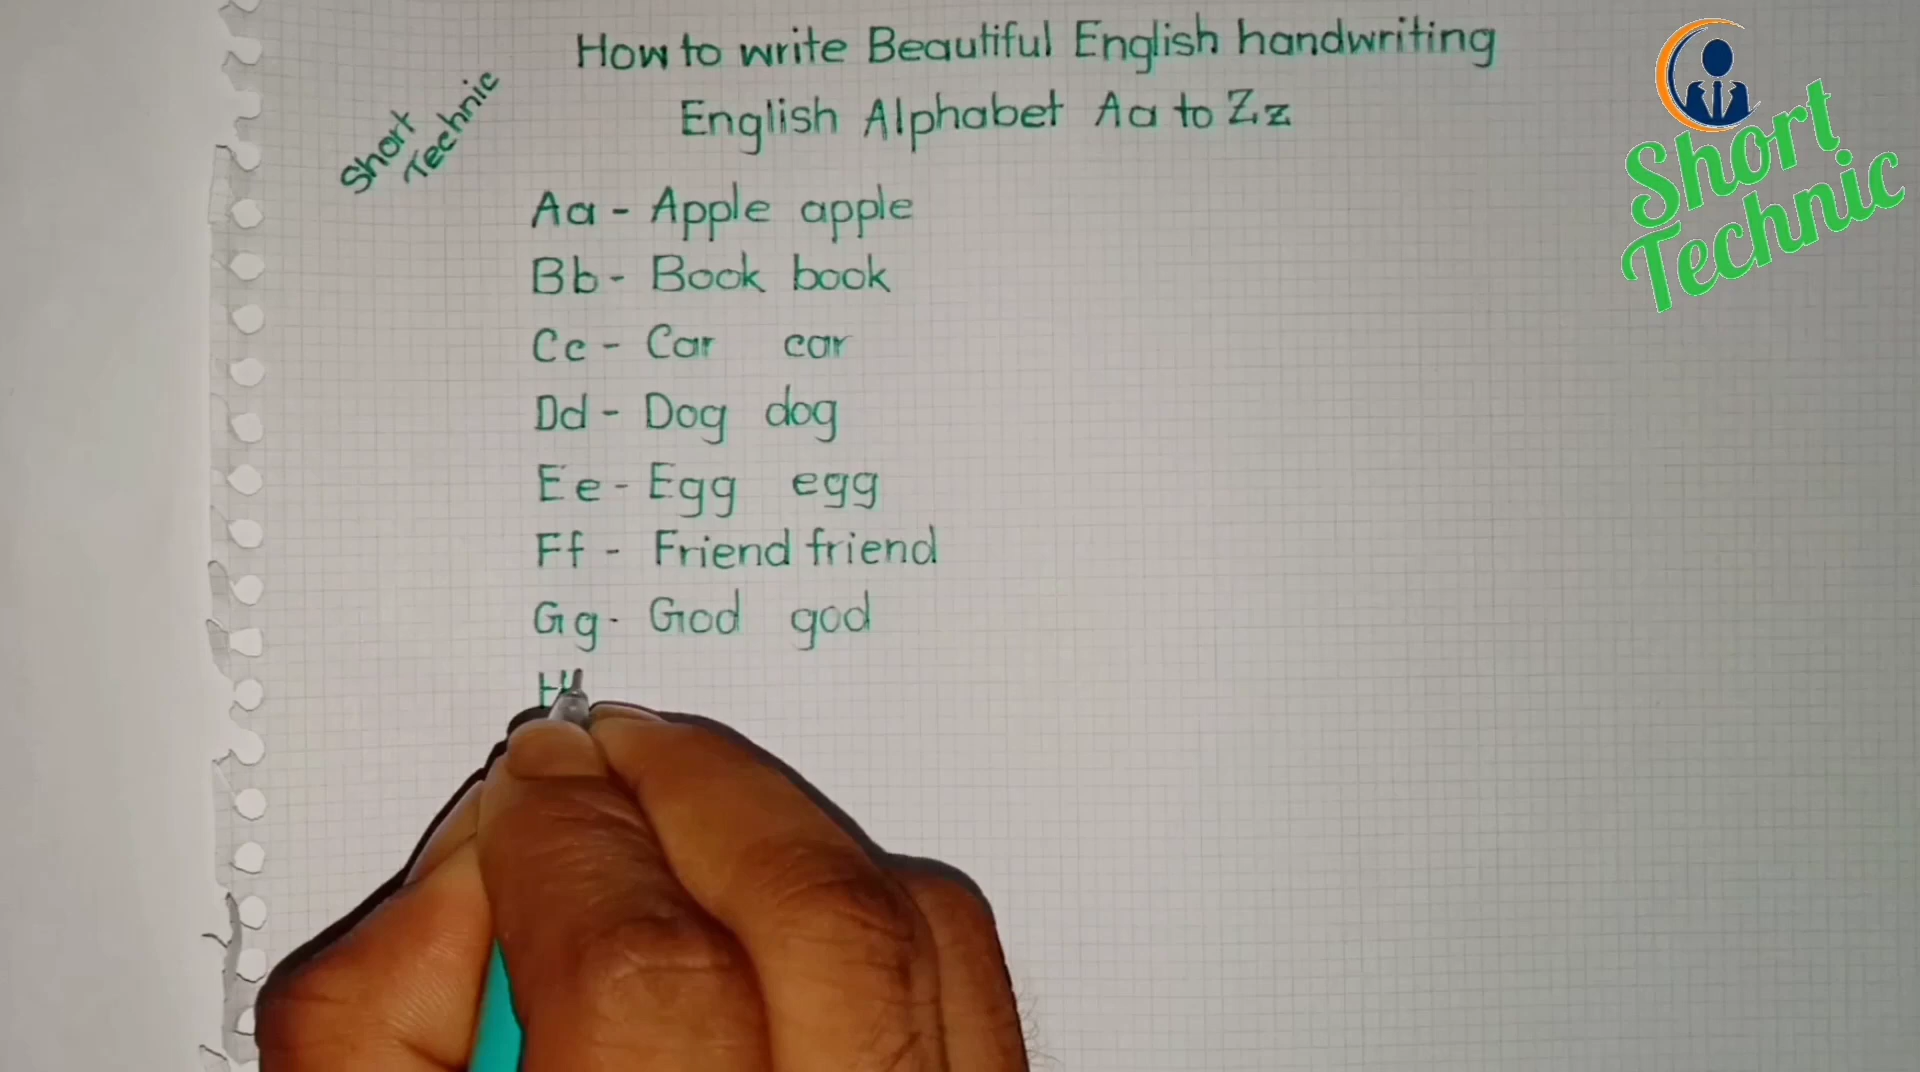 How to write Beautiful English handwriting
English Alphabet Aa to Zz
Short
Technic
Aa - Apple apple
Bb - Book book
Cc - Car car
Dd - Dog dog
Ee - Egg egg
Ff - Friend friend
Gg - God god
H
Short
Technic